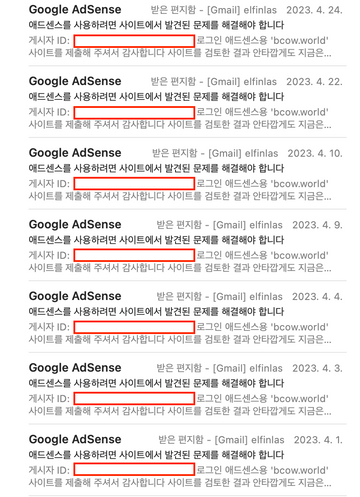 Google AdSense 받은 편지함 - [Gmail] elfinlas 2023. 4. 24.
애드센스를 사용하려면 사이트에서 발견된 문제를 해결해야 합니다
게시자 ID: 로그인 애드센스용 'bcow.world'
사이트를 제출해 주셔서 감사합니다 사이트를 검토한 결과 안타깝게도 지금은...
Google AdSense 받은 편지함 - [Gmail] elfinlas 2023. 4. 22.
애드센스를 사용하려면 사이트에서 발견된 문제를 해결해야 합니다
게시자 ID: 로그인 애드센스용 'bcow.world'
사이트를 제출해 주셔서 감사합니다 사이트를 검토한 결과 안타깝게도 지금은...
Google AdSense 받은 편지함 - [Gmail] elfinlas 2023. 4. 10.
애드센스를 사용하려면 사이트에서 발견된 문제를 해결해야 합니다
게시자 ID: 로그인 애드센스용 'bcow.world'
사이트를 제출해 주셔서 감사합니다 사이트를 검토한 결과 안타깝게도 지금은...
Google AdSense 받은 편지함 - [Gmail] elfinlas 2023. 4. 9.
애드센스를 사용하려면 사이트에서 발견된 문제를 해결해야 합니다
게시자 ID: 로그인 애드센스용 'bcow.world'
사이트를 제출해 주셔서 감사합니다 사이트를 검토한 결과 안타깝게도 지금은...
Google AdSense 받은 편지함 - [Gmail] elfinlas 2023. 4. 4.
애드센스를 사용하려면 사이트에서 발견된 문제를 해결해야 합니다
게시자 ID: 로그인 애드센스용 'bcow.world'
사이트를 제출해 주셔서 감사합니다 사이트를 검토한 결과 안타깝게도 지금은...
Google AdSense 받은 편지함 - [Gmail] elfinlas 2023. 4. 3.
애드센스를 사용하려면 사이트에서 발견된 문제를 해결해야 합니다
게시자 ID: 로그인 애드센스용 'bcow.world'
사이트를 제출해 주셔서 감사합니다 사이트를 검토한 결과 안타깝게도 지금은...
Google AdSense 받은 편지함 - [Gmail] elfinlas 2023. 4. 1.
애드센스를 사용하려면 사이트에서 발견된 문제를 해결해야 합니다
게시자 ID: 로그인 애드센스용 'bcow.world'
사이트를 제출해 주셔서 감사합니다 사이트를 검토한 결과 안타깝게도 지금은...